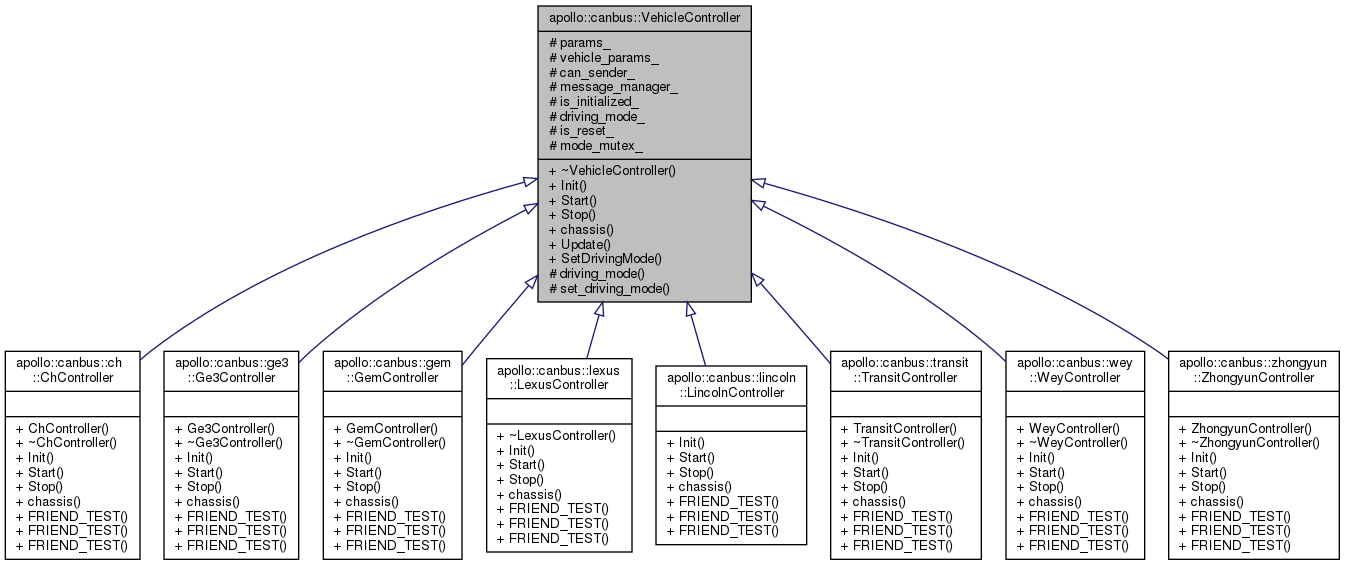 apollo::canbus::VehicleController
# params_
# vehicle_params_
# can_sender_
# message_manager_
# is_initialized_
# driving_mode_
# is_reset_
# mode_mutex_
+ ~VehicleController()
+ Init()
+ Start()
+ Stop()
+ chassis()
+ Update()
+ SetDrivingMode()
# driving_mode()
# set_driving_mode()
apollo::canbus::ch
::ChController
+ ChController()
+ ~ChController()
+ Init()
+ Start()
+ Stop()
+ chassis()
+ FRIEND_TEST()
+ FRIEND_TEST()
+ FRIEND_TEST()
apollo::canbus::ge3
::Ge3Controller
+ Ge3Controller()
+ ~Ge3Controller()
+ Init()
+ Start()
+ Stop()
+ chassis()
+ FRIEND_TEST()
+ FRIEND_TEST()
+ FRIEND_TEST()
apollo::canbus::gem
::GemController
+ GemController()
+ ~GemController()
+ Init()
+ Start()
+ Stop()
+ chassis()
+ FRIEND_TEST()
+ FRIEND_TEST()
+ FRIEND_TEST()
apollo::canbus::lexus
::LexusController
+ ~LexusController()
+ Init()
+ Start()
+ Stop()
+ chassis()
+ FRIEND_TEST()
+ FRIEND_TEST()
+ FRIEND_TEST()
apollo::canbus::lincoln
::LincolnController
+ Init()
+ Start()
+ Stop()
+ chassis()
+ FRIEND_TEST()
+ FRIEND_TEST()
+ FRIEND_TEST()
apollo::canbus::transit
::TransitController
+ TransitController()
+ ~TransitController()
+ Init()
+ Start()
+ Stop()
+ chassis()
+ FRIEND_TEST()
+ FRIEND_TEST()
+ FRIEND_TEST()
apollo::canbus::wey
::WeyController
+ WeyController()
+ ~WeyController()
+ Init()
+ Start()
+ Stop()
+ chassis()
+ FRIEND_TEST()
+ FRIEND_TEST()
+ FRIEND_TEST()
apollo::canbus::zhongyun
::ZhongyunController
+ ZhongyunController()
+ ~ZhongyunController()
+ Init()
+ Start()
+ Stop()
+ chassis()
+ FRIEND_TEST()
+ FRIEND_TEST()
+ FRIEND_TEST()